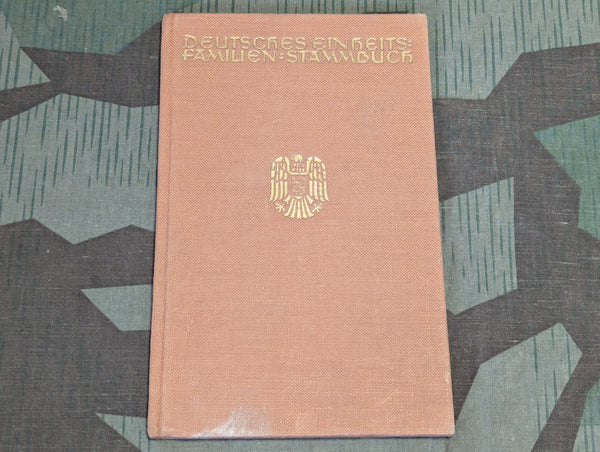 DEUTSCHES EINHEITS=
FAMILIEN=STAMMBUCH